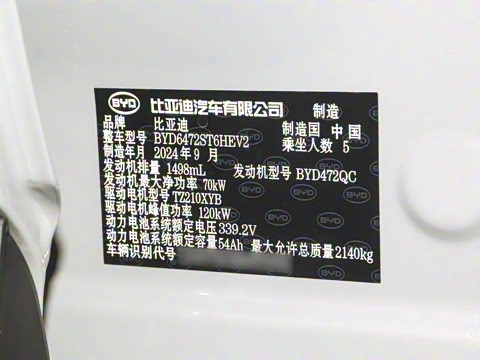 BYD 比亚迪汽车有限公司 制造
品牌 比亚迪 制造国 中国
整车型号 BYD6472ST6HEV2 乘坐人数 5
制造年月 2024年9月
发动机排量 1498mL 发动机型号 BYD472QC
发动机最大净功率 70kW
驱动电机型号 TZ210XYB
驱动电机峰值功率 120kW
动力电池系统额定电压 339.2V
动力电池系统额定容量 54Ah 最大允许总质量 2140kg
车辆识别代号